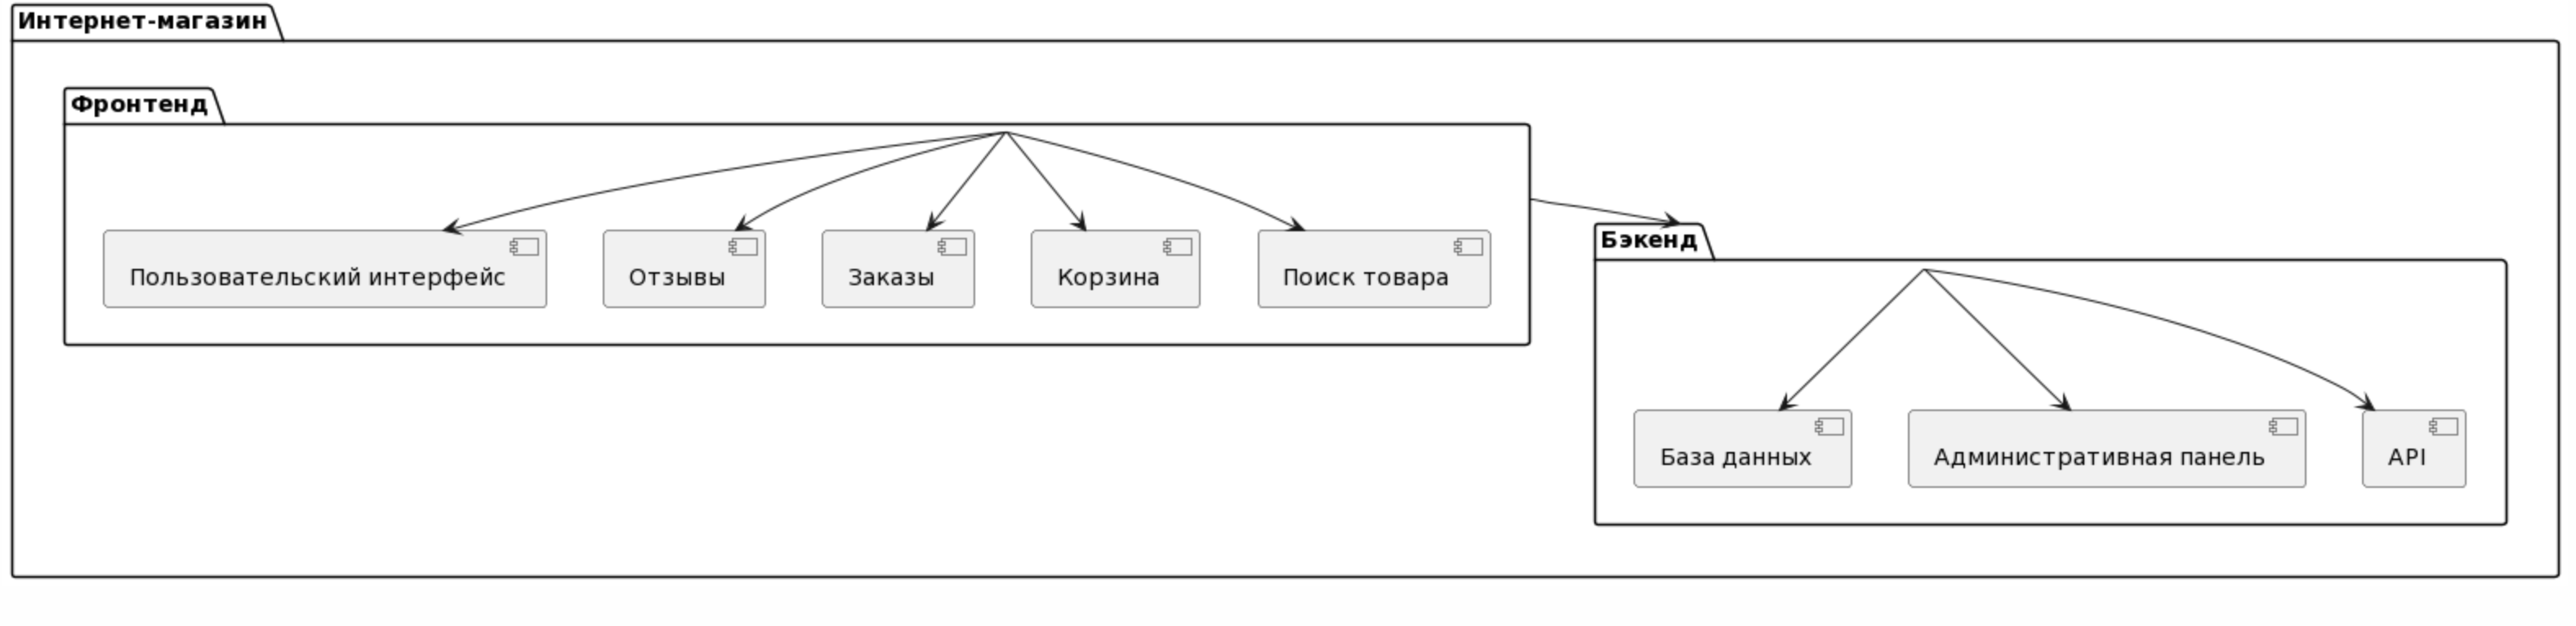 Интернет-магазин
Фронтенд
Пользовательский интерфейс
Отзывы
Заказы
Корзина
Поиск товара
Бэкенд
База данных
Административная панель
API